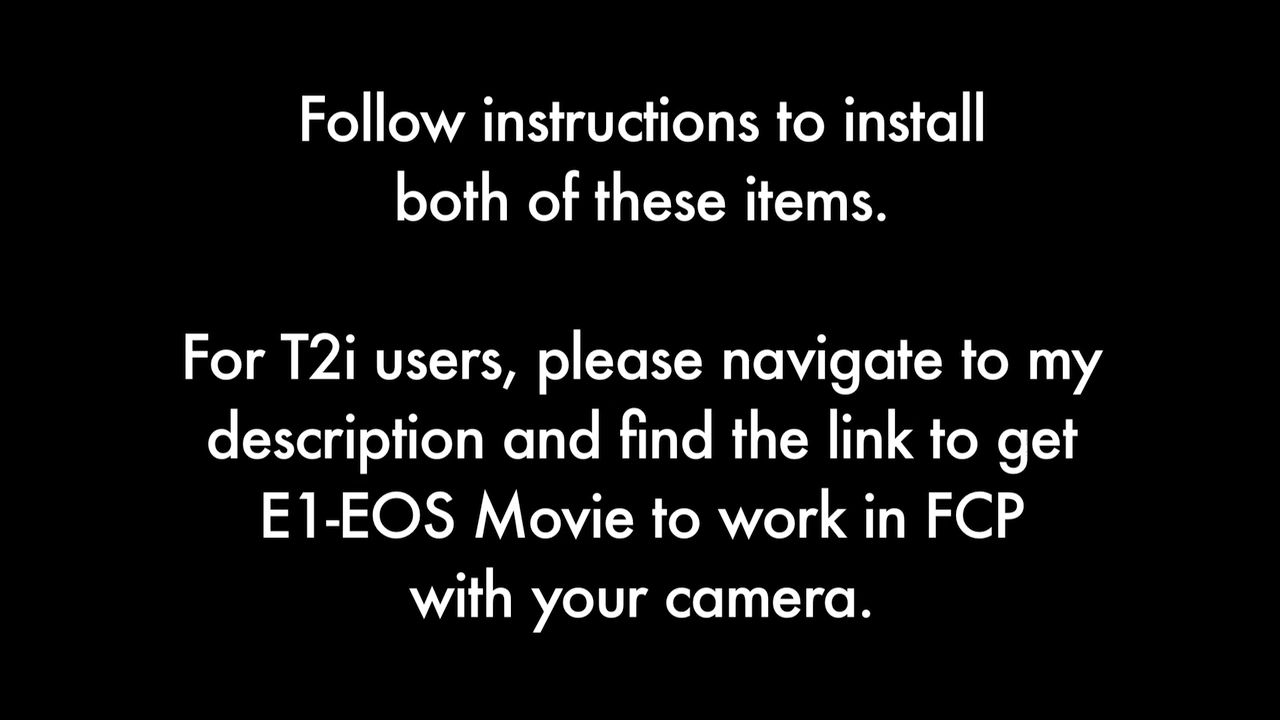 Follow instructions to install
both of these items.
For T2i users, please navigate to my
description and find the link to get
E1-EOS Movie to work in FCP
with your camera.